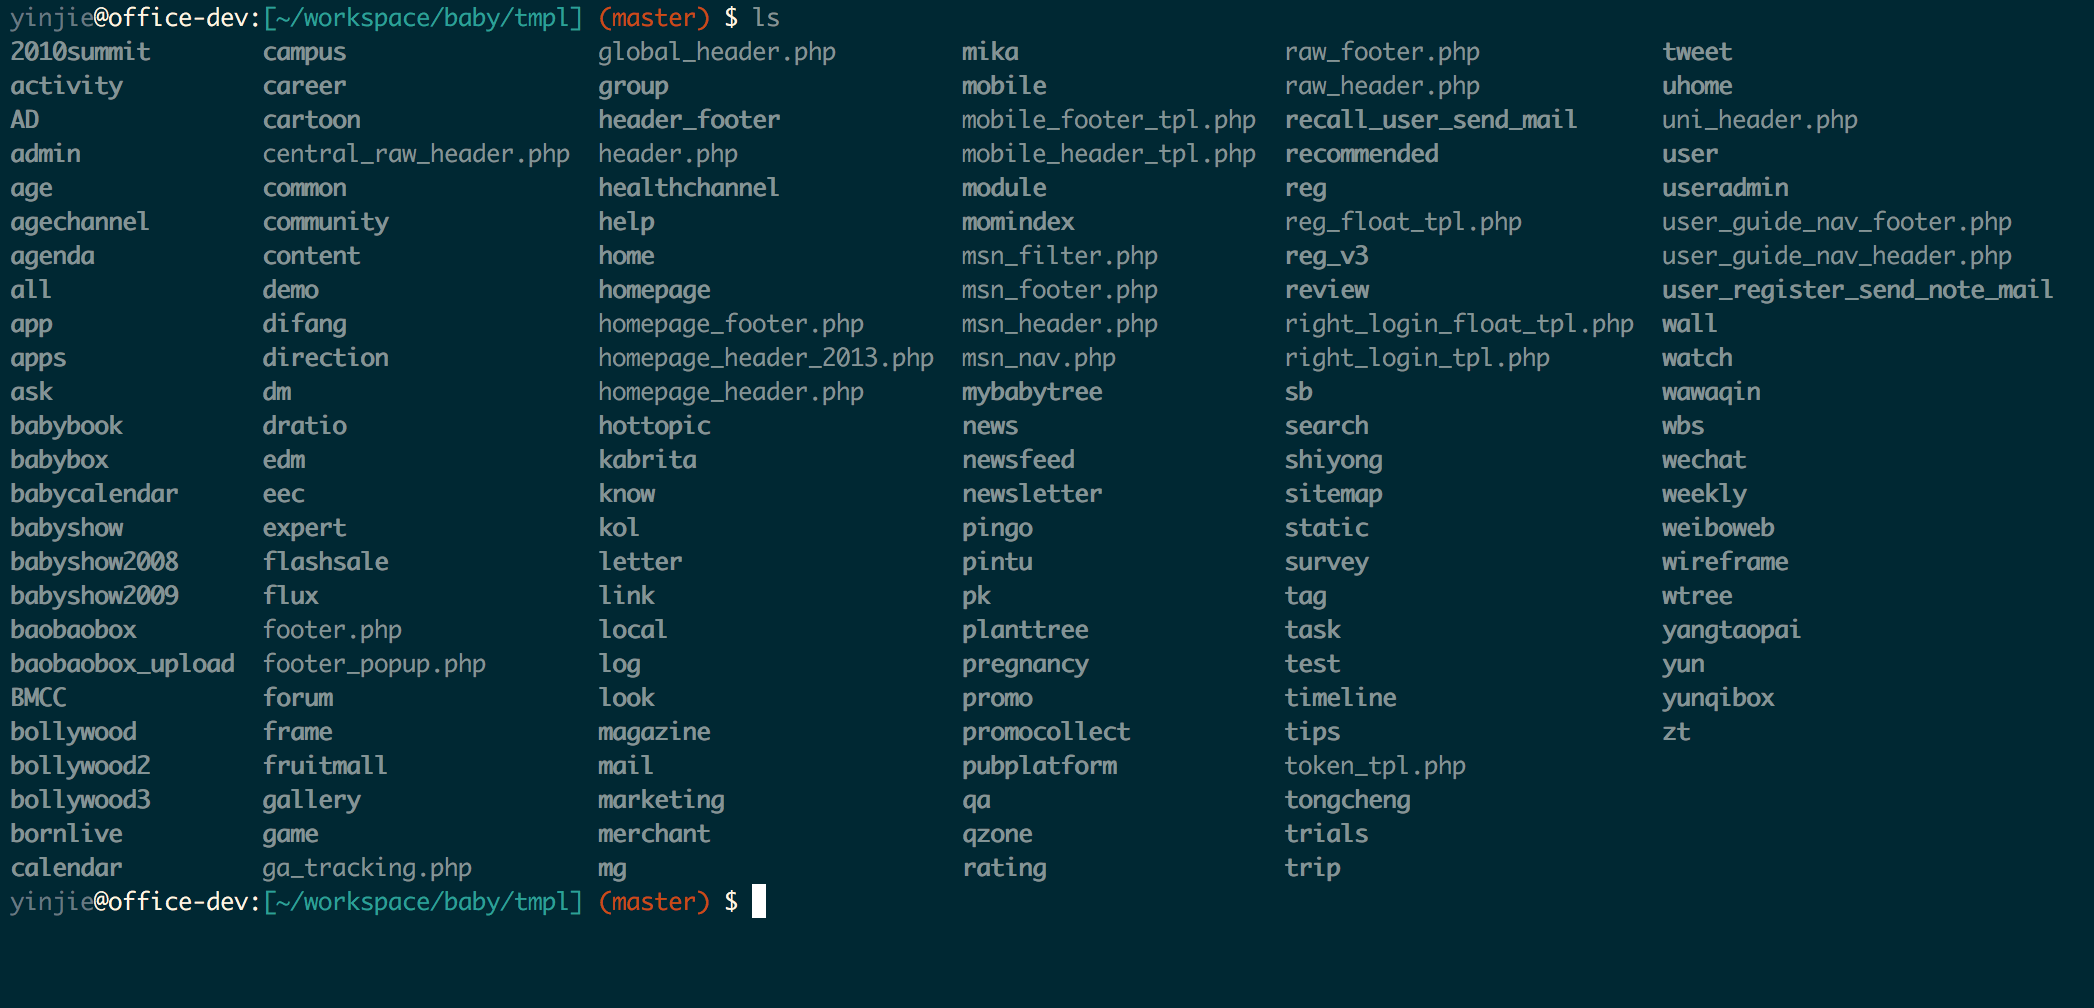 yinjie@office-dev:[~/workspace/baby/tmpl] (master) $ ls
2010summit campus global_header.php mika raw_footer.php tweet
activity career group mobile raw_header.php uhome
AD cartoon header_footer mobile_footer_tpl.php recall_user_send_mail uni_header.php
admin central_raw_header.php header.php mobile_header_tpl.php recommended user
age common healthchannel module reg useradmin
agechannel community help momindex reg_float_tpl.php user_guide_nav_footer.php
agenda content home msn_filter.php reg_v3 user_guide_nav_header.php
all demo homepage msn_footer.php review user_register_send_note_mail
app difang homepage_footer.php msn_header.php right_login_float_tpl.php wall
apps direction homepage_header_2013.php msn_nav.php right_login_tpl.php watch
ask dm homepage_header.php mybabytree sb wawaqin
babybook dratio hottopic news search wbs
babybox edm kabrita newsfeed shiyong wechat
babycalendar eec know newsletter sitemap weekly
babyshow expert kol pingo static weiboweb
babyshow2008 flashsale letter pintu survey wireframe
babyshow2009 flux link pk tag wtree
baobaobox footer.php local planttree task yangtaopai
baobaobox_upload footer_popup.php log pregnancy test yun
BMCC forum look promo timeline yunqibox
bollywood frame magazine promocollect tips zt
bollywood2 fruitmall mail pubplatform token_tpl.php
bollywood3 gallery marketing qa tongcheng
bornlive game merchant qzone trials
calendar ga_tracking.php mg rating trip
yinjie@office-dev:[~/workspace/baby/tmpl] (master) $